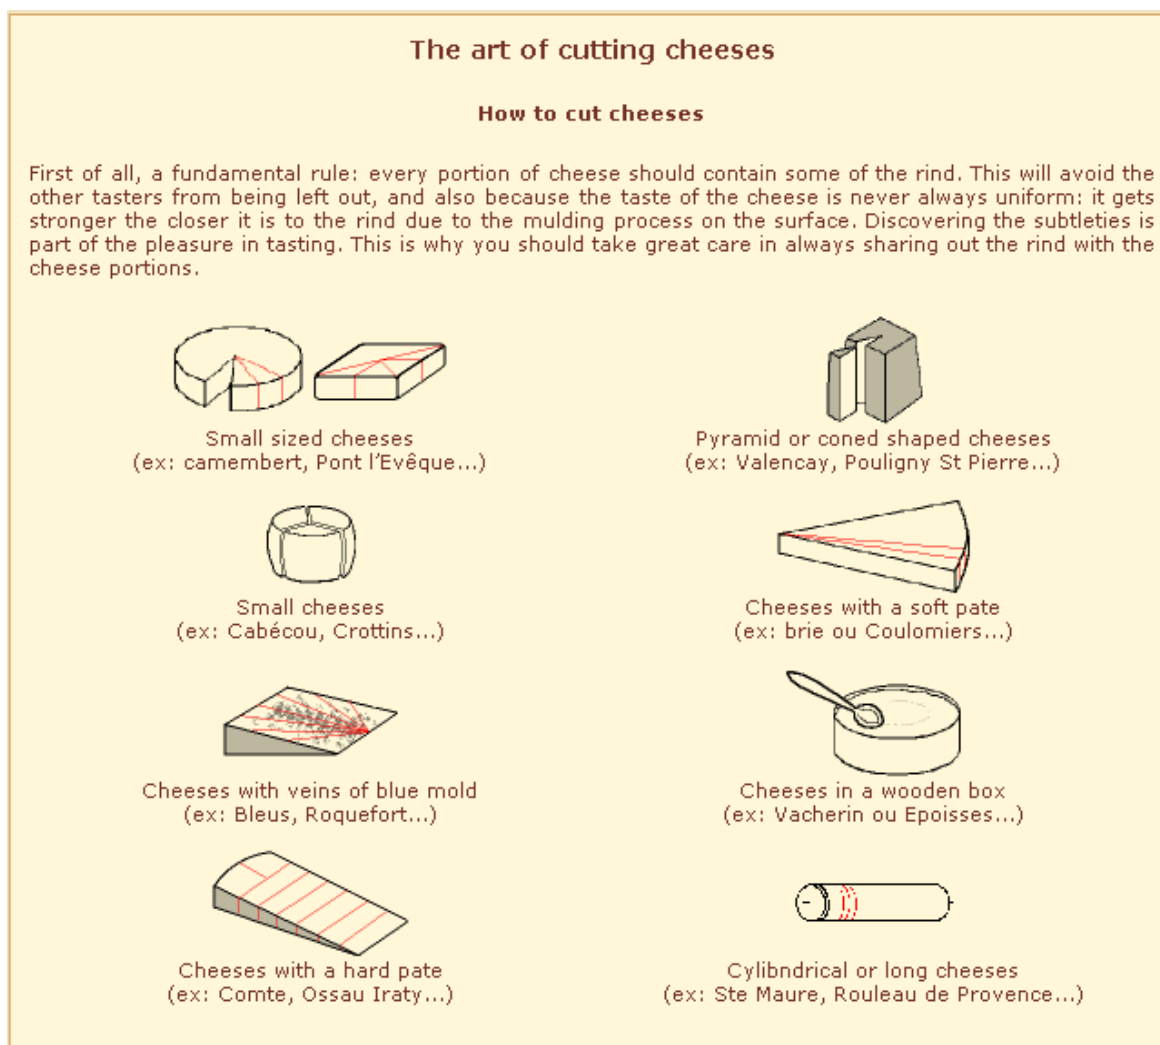 The art of cutting cheeses
How to cut cheeses
First of all, a fundamental rule: every portion of cheese should contain some of the rind. This will avoid the
other tasters from being left out, and also because the taste of the cheese is never always uniform: it gets
stronger the closer it is to the rind due to the mulding process on the surface. Discovering the subtleties is
part of the pleasure in tasting. This is why you should take great care in always sharing out the rind with the
cheese portions.
Small sized cheeses
(ex: camembert, Pont l'Evêque...)
Pyramid or coned shaped cheeses
(ex: Valencay, Pouligny St Pierre...)
Small cheeses
(ex: Cabécou, Crottins...)
Cheeses with a soft pate
(ex: brie ou Coulomiers...)
Cheeses with veins of blue mold
(ex: Bleus, Roquefort...)
Cheeses in a wooden box
(ex: Vacherin ou Epoisses...)
Cheeses with a hard pate
(ex: Comte, Ossau Iraty...)
Cylibndrical or long cheeses
(ex: Ste Maure, Rouleau de Provence...)